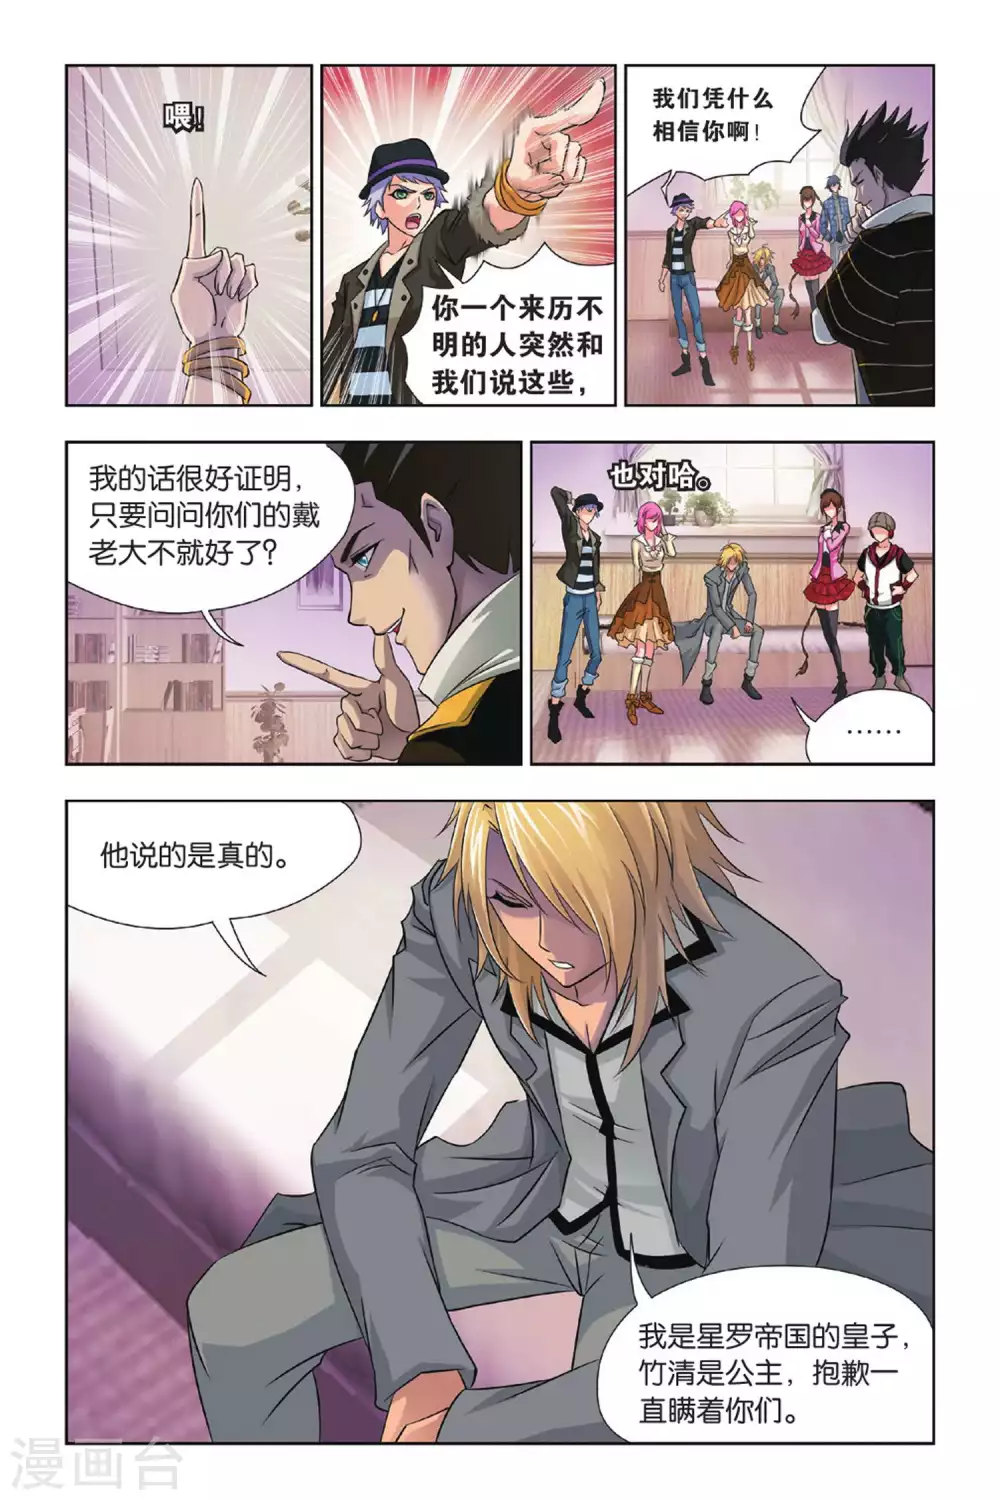 喂！
你一个来历不
明的人突然和
我们说这些，
我们凭什么
相信你啊！
我的话很好证明，
只要问问你们的戴
老大不就好了？
也对哈。
……
他说的是真的。
我是星罗帝国的皇子，
竹清是公主，抱歉一
直瞒着你们。
漫画台